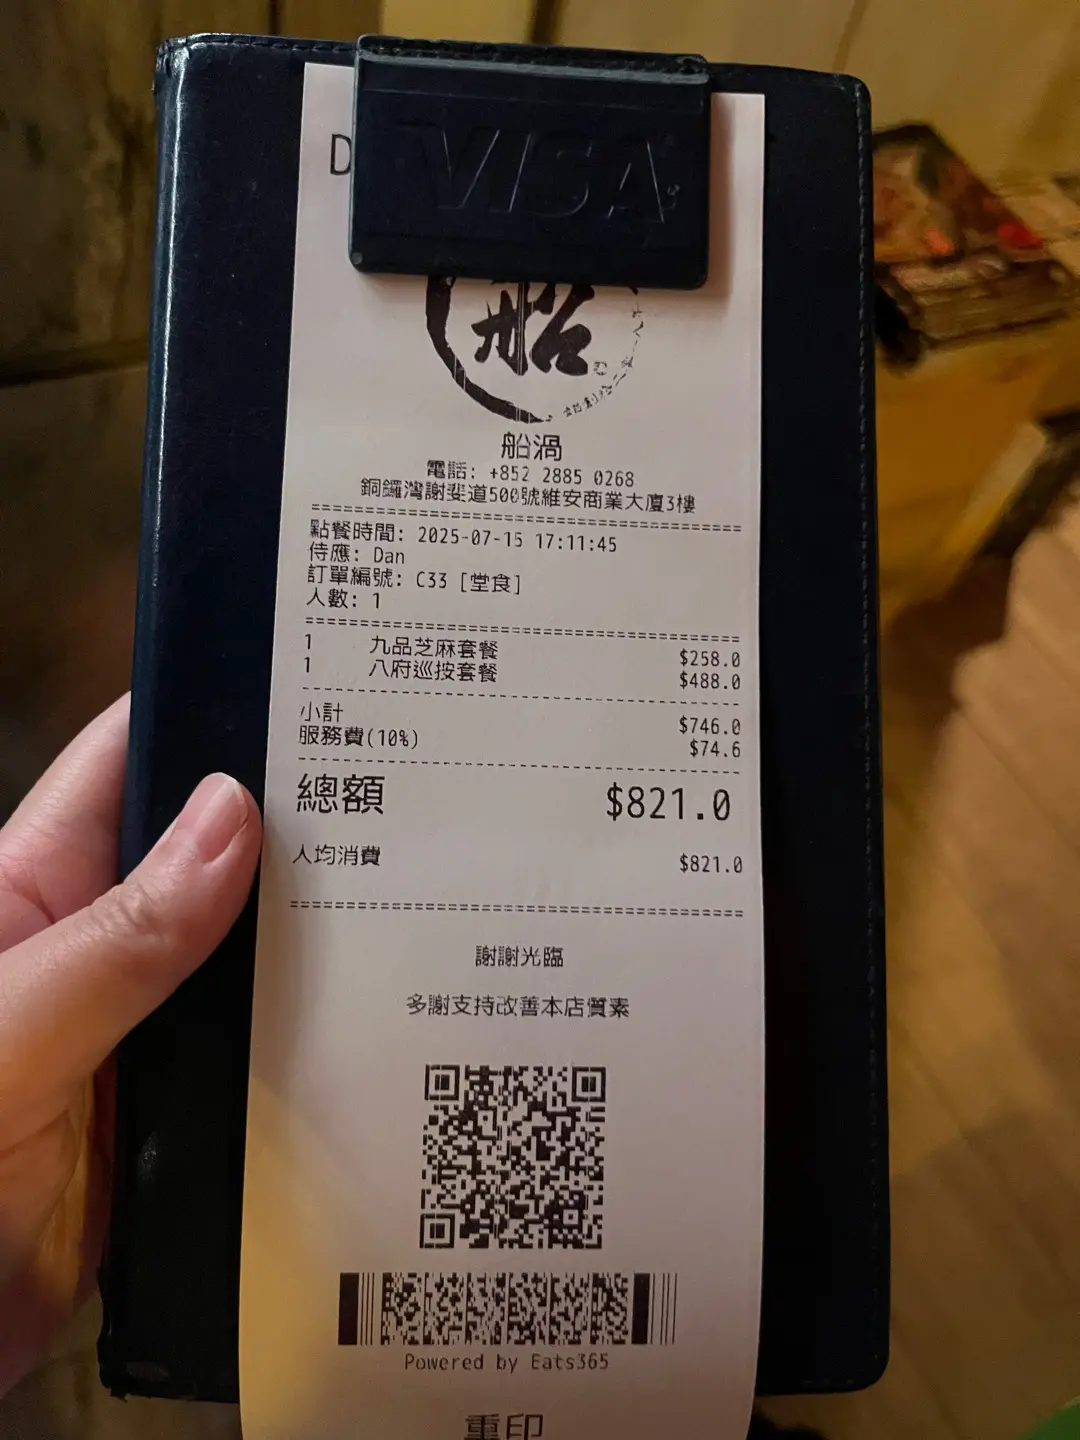 D
VISA
船
船渦
電話: +852 2885 0268
銅鑼灣謝斐道500號維安商業大廈3樓
點餐時間: 2025-07-15 17:11:45
侍應: Dan
訂單編號: C33 [堂食]
人數: 1
1 九品芝麻套餐 $258.0
1 八府巡按套餐 $488.0
小計 $746.0
服務費(10%) $74.6
總額 $821.0
人均消費 $821.0
謝謝光臨
多謝支持改善本店質素
Powered by Eats365
重印